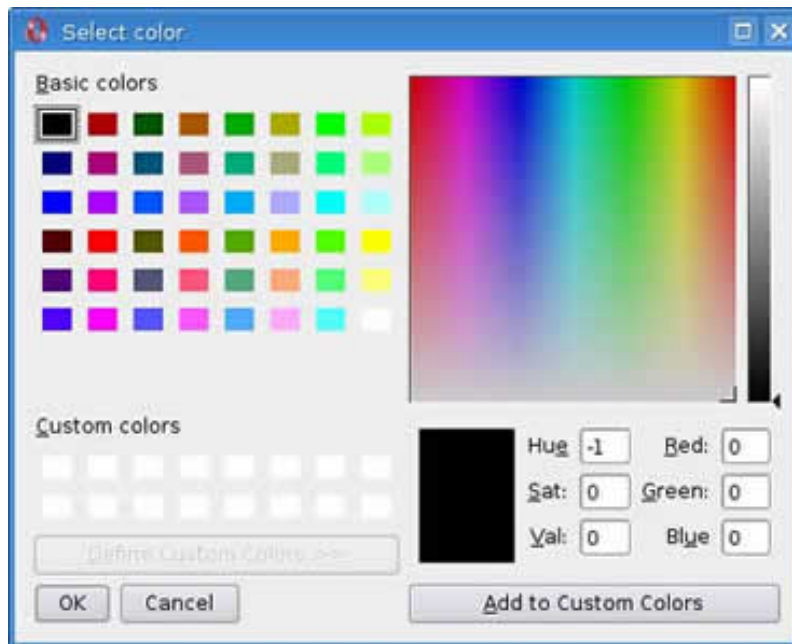 Select color
Basic colors
Custom colors
Define Custom Colors >>
OK
Cancel
Hue -1
Red: 0
Sat: 0
Green: 0
Val: 0
Blue 0
Add to Custom Colors